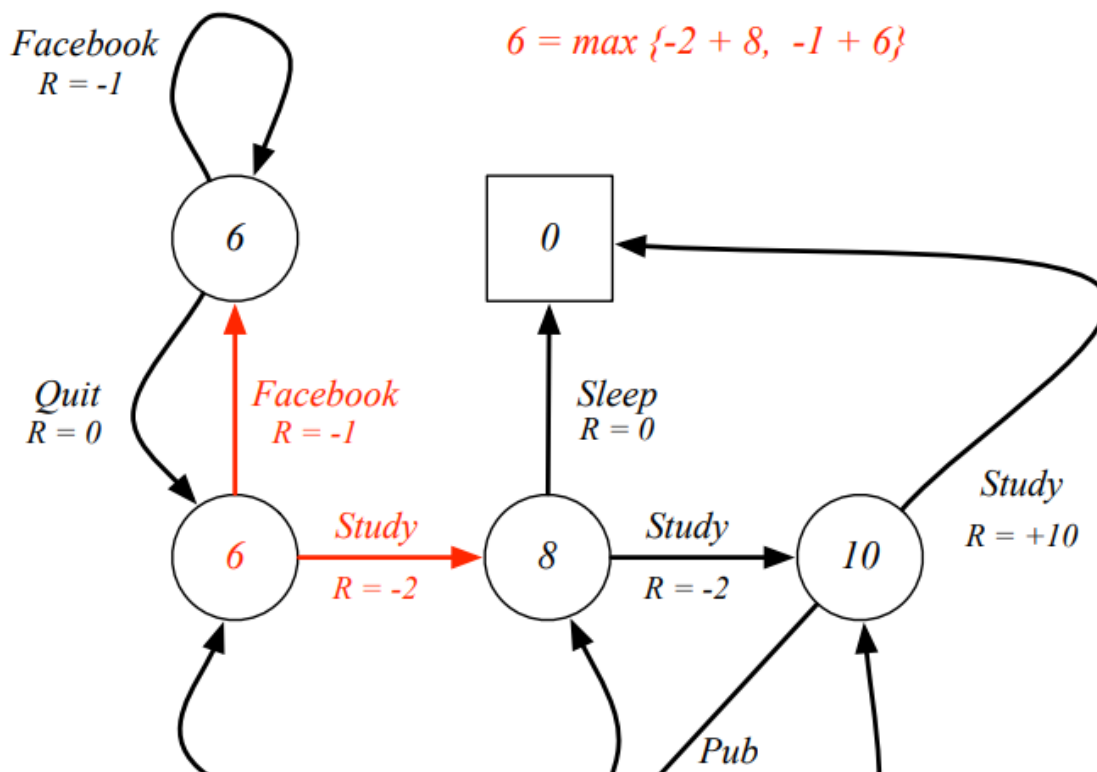 Facebook
R = -1
6 = max {-2 + 8, -1 + 6}
6
0
Quit
R = 0
Facebook
R = -1
Sleep
R = 0
Study
R = +10
6
Study
R = -2
8
Study
R = -2
10
Pub